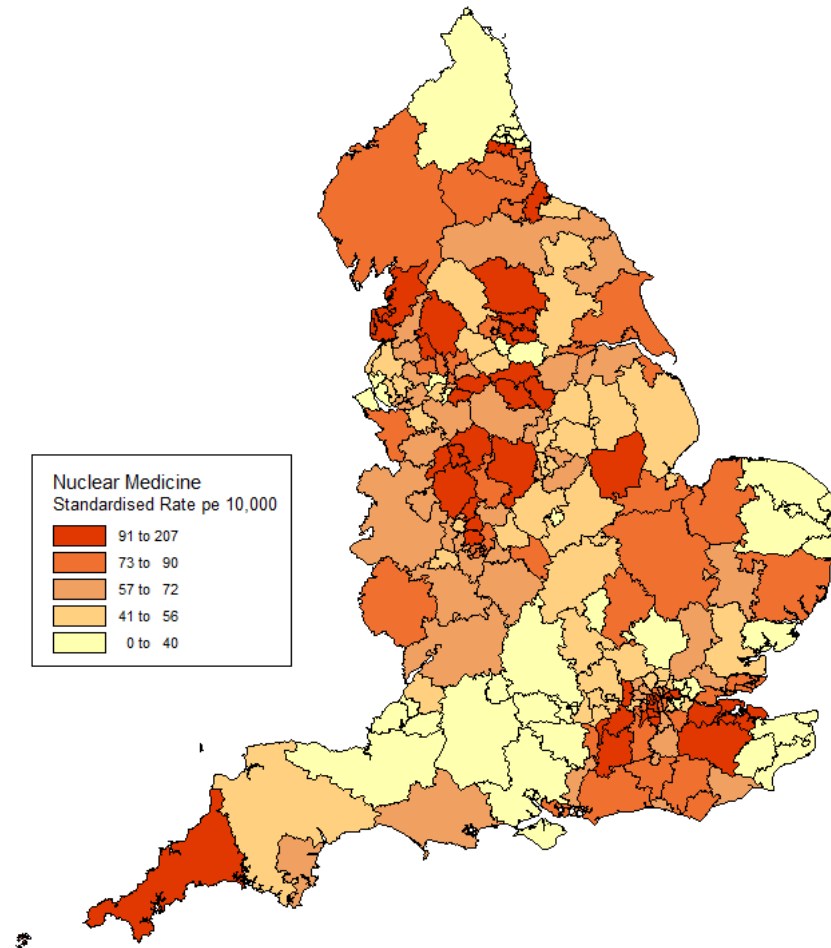 Nuclear Medicine
Standardised Rate pe 10,000
91 to 207
73 to 90
57 to 72
41 to 56
0 to 40